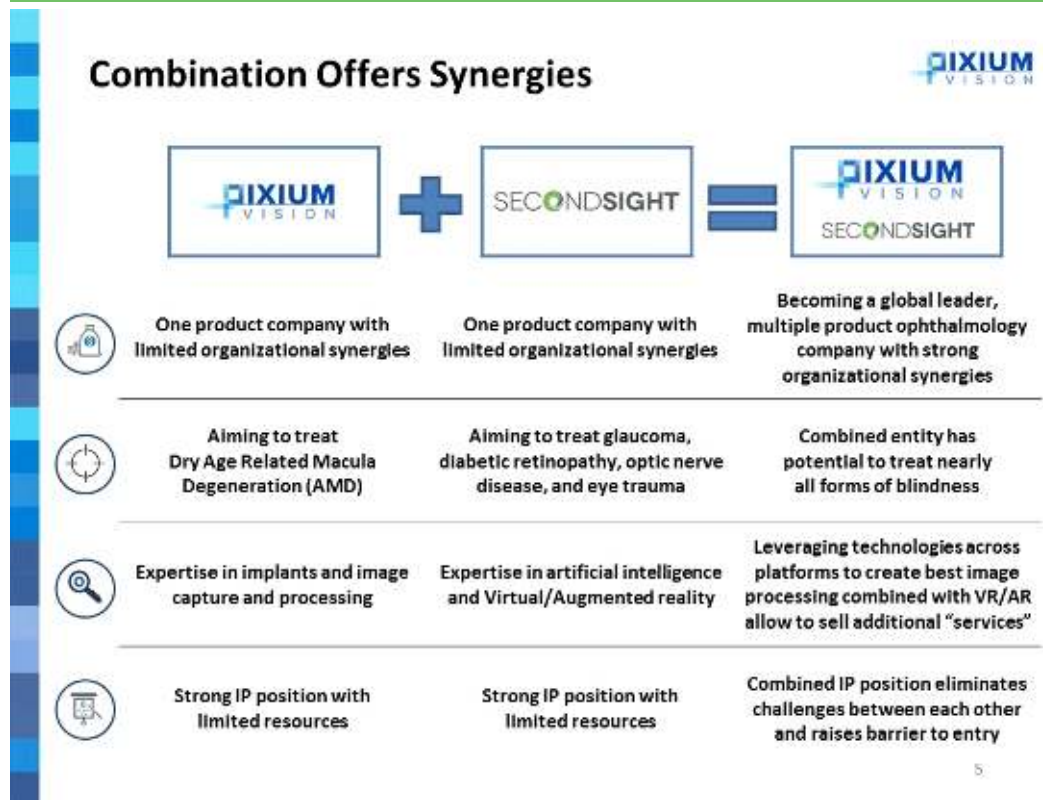 Combination Offers Synergies
PIXIUM
VISION
PIXIUM
VISION
SECONDSIGHT
PIXIUM
VISION
SECONDSIGHT
One product company with
limited organizational synergies
One product company with
limited organizational synergies
Becoming a global leader,
multiple product ophthalmology
company with strong
organizational synergies
Aiming to treat
Dry Age Related Macula
Degeneration (AMD)
Aiming to treat glaucoma,
diabetic retinopathy, optic nerve
disease, and eye trauma
Combined entity has
potential to treat nearly
all forms of blindness
Expertise in implants and image
capture and processing
Expertise in artificial intelligence
and Virtual/Augmented reality
Leveraging technologies across
platforms to create best image
processing combined with VR/AR
allow to sell additional “services”
Strong IP position with
limited resources
Strong IP position with
limited resources
Combined IP position eliminates
challenges between each other
and raises barrier to entry
5